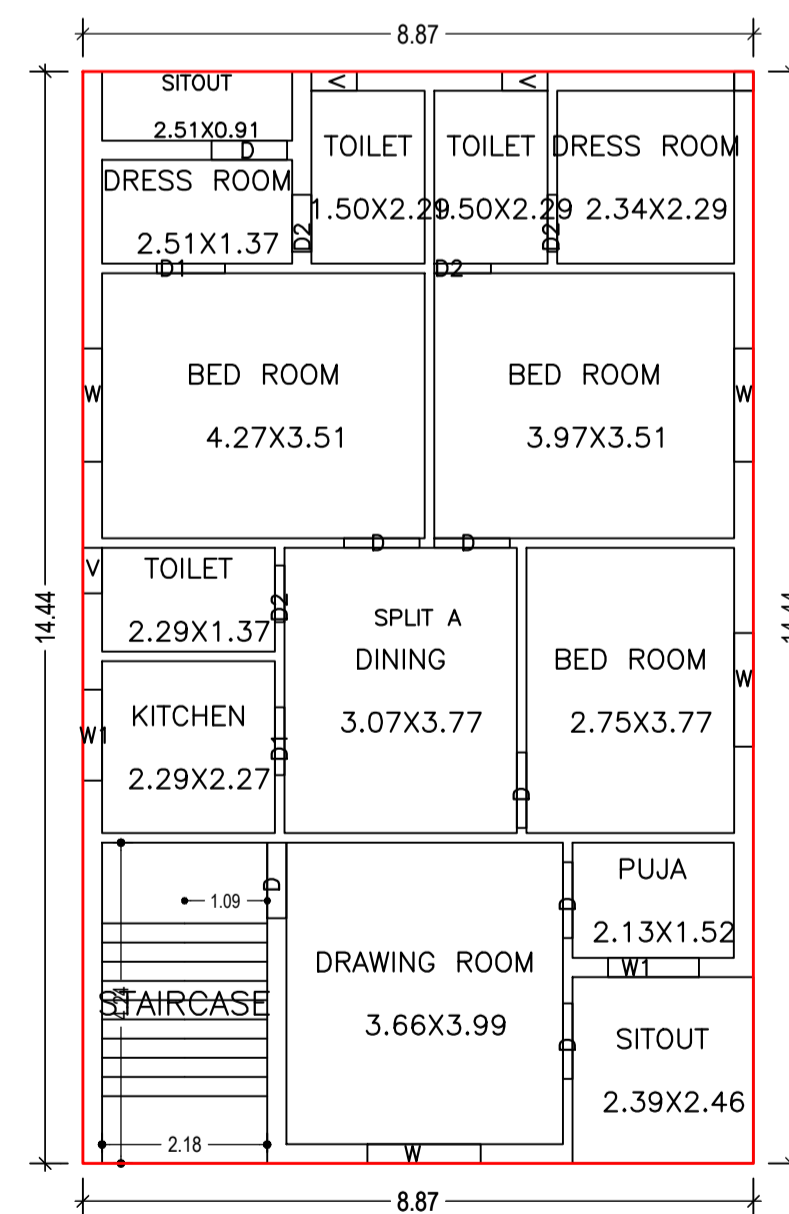 8.87
SITOUT
2.51X0.91
V
V
D
TOILET
TOILET
DRESS ROOM
DRESS ROOM
1.50X2.29
1.50X2.29
2.34X2.29
2.51X1.37
D2
D2
D1
D2
BED ROOM
BED ROOM
4.27X3.51
3.97X3.51
W
W
D
D
V
TOILET
2.29X1.37
D2
SPLIT A
DINING
BED ROOM
3.07X3.77
2.75X3.77
14.44
14.44
W
W1
KITCHEN
2.29X2.27
D1
D
D
1.09
PUJA
2.13X1.52
D
W1
DRAWING ROOM
3.66X3.99
STAIRCASE
4.24
SITOUT
2.39X2.46
D
2.18
W
8.87